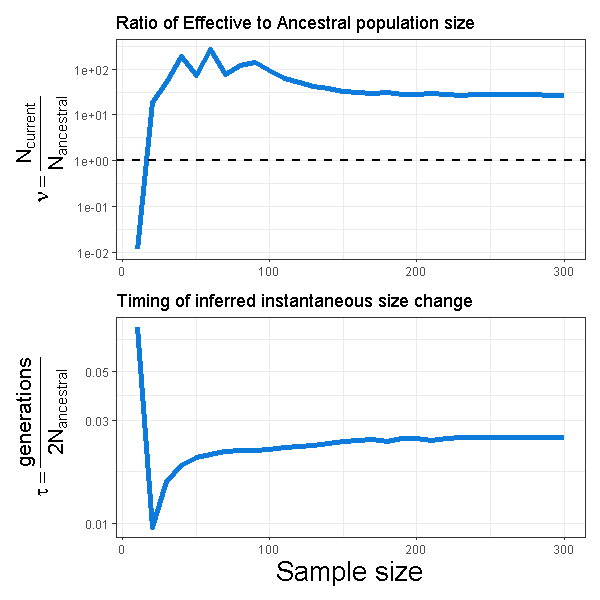 Ratio of Effective to Ancestral population size
1e+02
1e+01
1e+00
1e-01
1e-02
ν = N_current / N_ancestral
0 100 200 300
Timing of inferred instantaneous size change
0.05
0.03
0.01
τ = generations / 2N_ancestral
0 100 200 300
Sample size